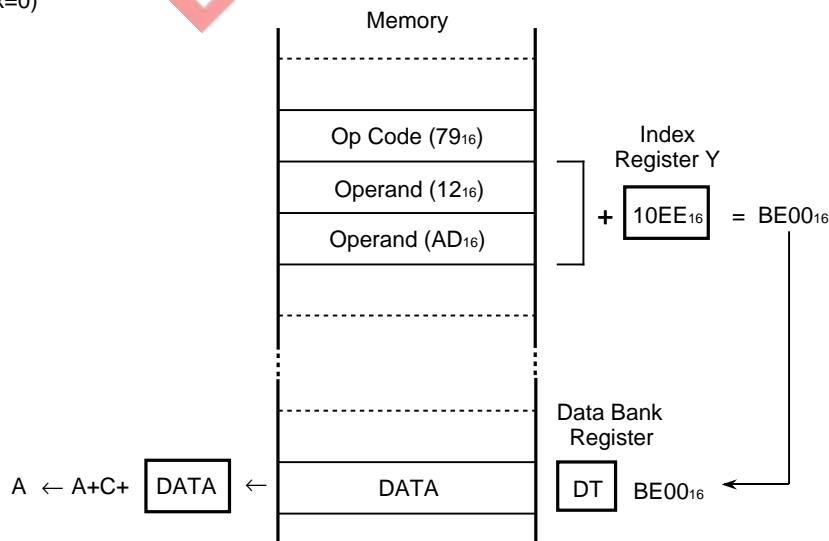 x=0)
Memory
Op Code (79₁₆)
Index
Register Y
Operand (12₁₆)
+ 10EE₁₆ = BE00₁₆
Operand (AD₁₆)
Data Bank
Register
A ← A+C+ DATA ← DATA DT BE00₁₆